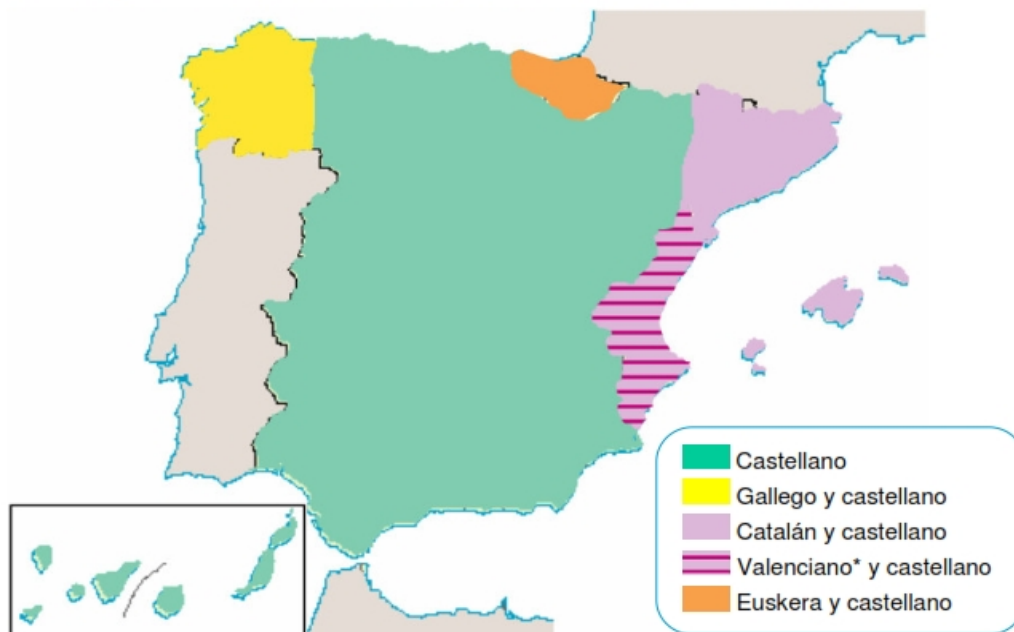 Castellano
Gallego y castellano
Catalán y castellano
Valenciano* y castellano
Euskera y castellano